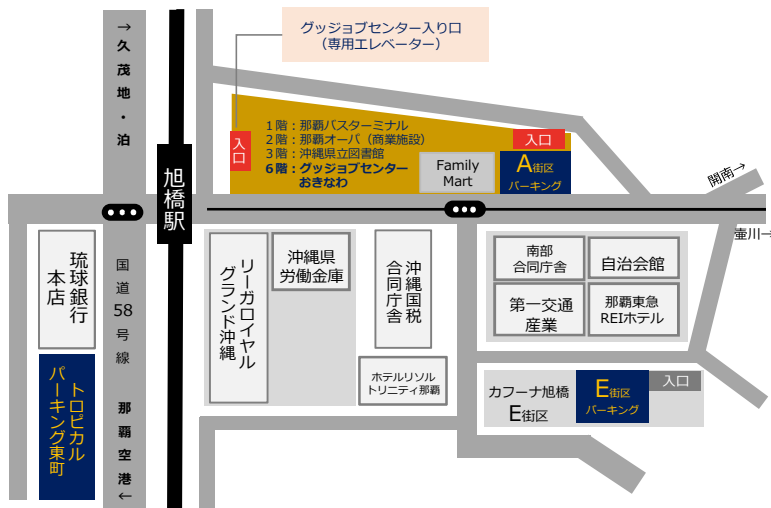 グッジョブセンター入り口
(専用エレベーター)
→久茂地・泊
入口
1階：那覇バスターミナル
2階：那覇オーパ（商業施設）
3階：沖縄県立図書館
6階：グッジョブセンター
おきなわ
入口
Family
Mart
A街区
パーキング
旭橋駅
開南→
壷川→
琉球銀行
本店
国道58号線
リーガロイヤル
グランド沖縄
沖縄県
労働金庫
沖縄国税
合同庁舎
南部
合同庁舎
自治会館
第一交通
産業
那覇東急
REIホテル
トロピカル
パーキング東町
ホテルリソル
トリニティ那覇
カフーナ旭橋
E街区
E街区
パーキング
入口
那覇空港←